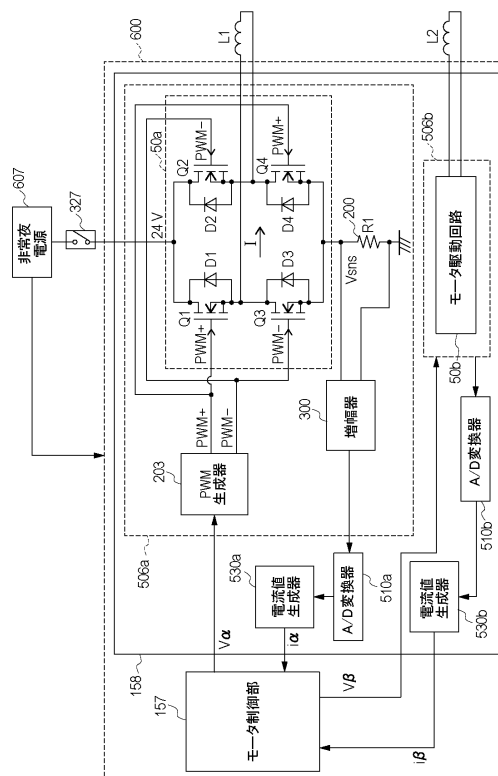 600
607
非常夜
電源
327
24 V
50a
L1
Q1
PWM+
D1
D2
Q2
PWM-
I
Q3
PWM-
D3
D4
Q4
PWM+
Vsns
200
R1
PWM+
PWM-
203
PWM
生成器
300
増幅器
506a
530a
電流値
生成器
A/D変換器
510a
Vα
iα
158
157
モータ制御部
Vβ
iβ
L2
506b
モータ駆動回路
50b
A/D変換器
510b
電流値
生成器
530b